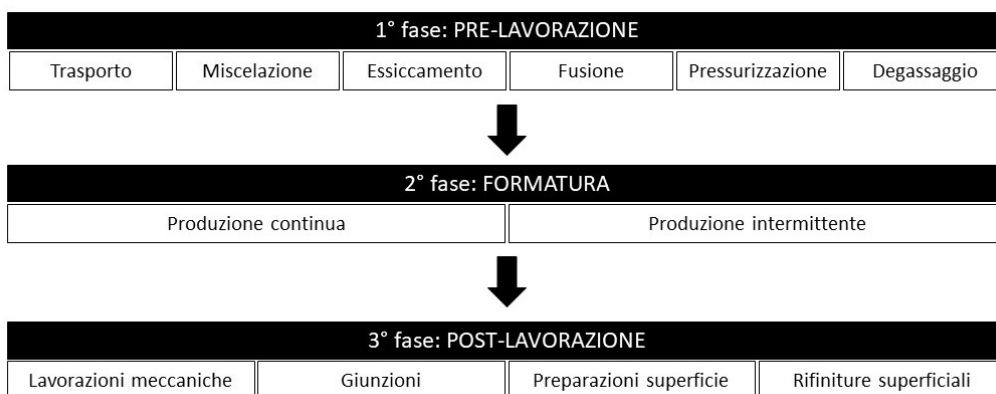 1° fase: PRE-LAVORAZIONE
Trasporto Miscelazione Essiccamento Fusione Pressurizzazione Degassaggio
2° fase: FORMATURA
Produzione continua Produzione intermittente
3° fase: POST-LAVORAZIONE
Lavorazioni meccaniche Giunzioni Preparazioni superficie Rifiniture superficiali